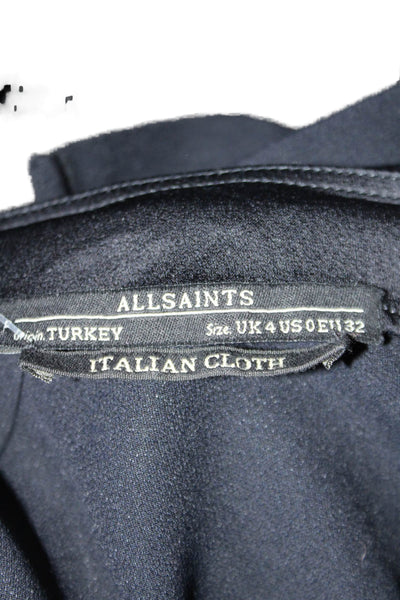 ALLSAINTS
Origin. TURKEY Size. UK 4 US 0 EU 32
ITALIAN CLOTH